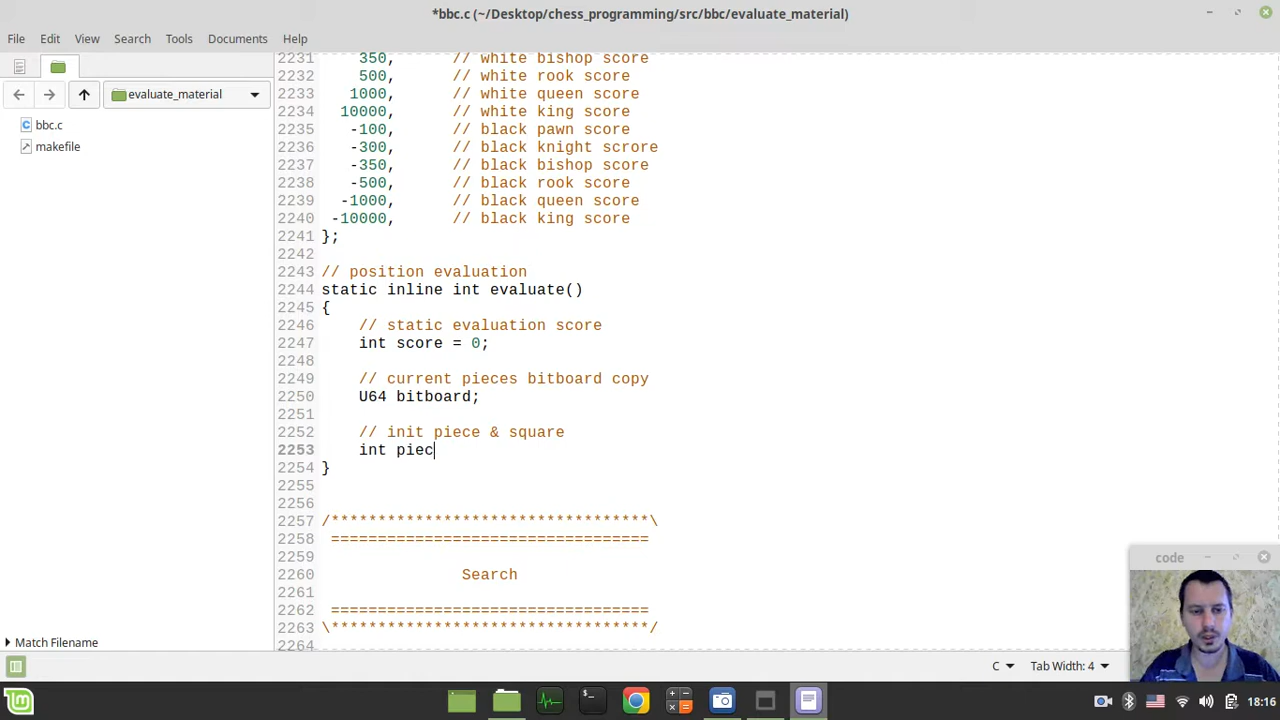 *bbc.c (~/Desktop/chess_programming/src/bbc/evaluate_material)
File Edit View Search Tools Documents Help
evaluate_material
bbc.c
makefile
Match Filename
2231 350, // white bishop score
2232 500, // white rook score
2233 1000, // white queen score
2234 10000, // white king score
2235 -100, // black pawn score
2236 -300, // black knight scrore
2237 -350, // black bishop score
2238 -500, // black rook score
2239 -1000, // black queen score
2240 -10000, // black king score
2241 };
2242
2243 // position evaluation
2244 static inline int evaluate()
2245 {
2246 // static evaluation score
2247 int score = 0;
2248
2249 // current pieces bitboard copy
2250 U64 bitboard;
2251
2252 // init piece & square
2253 int piec
2254 }
2255
2256
2257 /**********************************\
2258 ==================================
2259
2260 Search
2261
2262 ==================================
2263 \**********************************/
2264
code
C Tab Width: 4
18:16